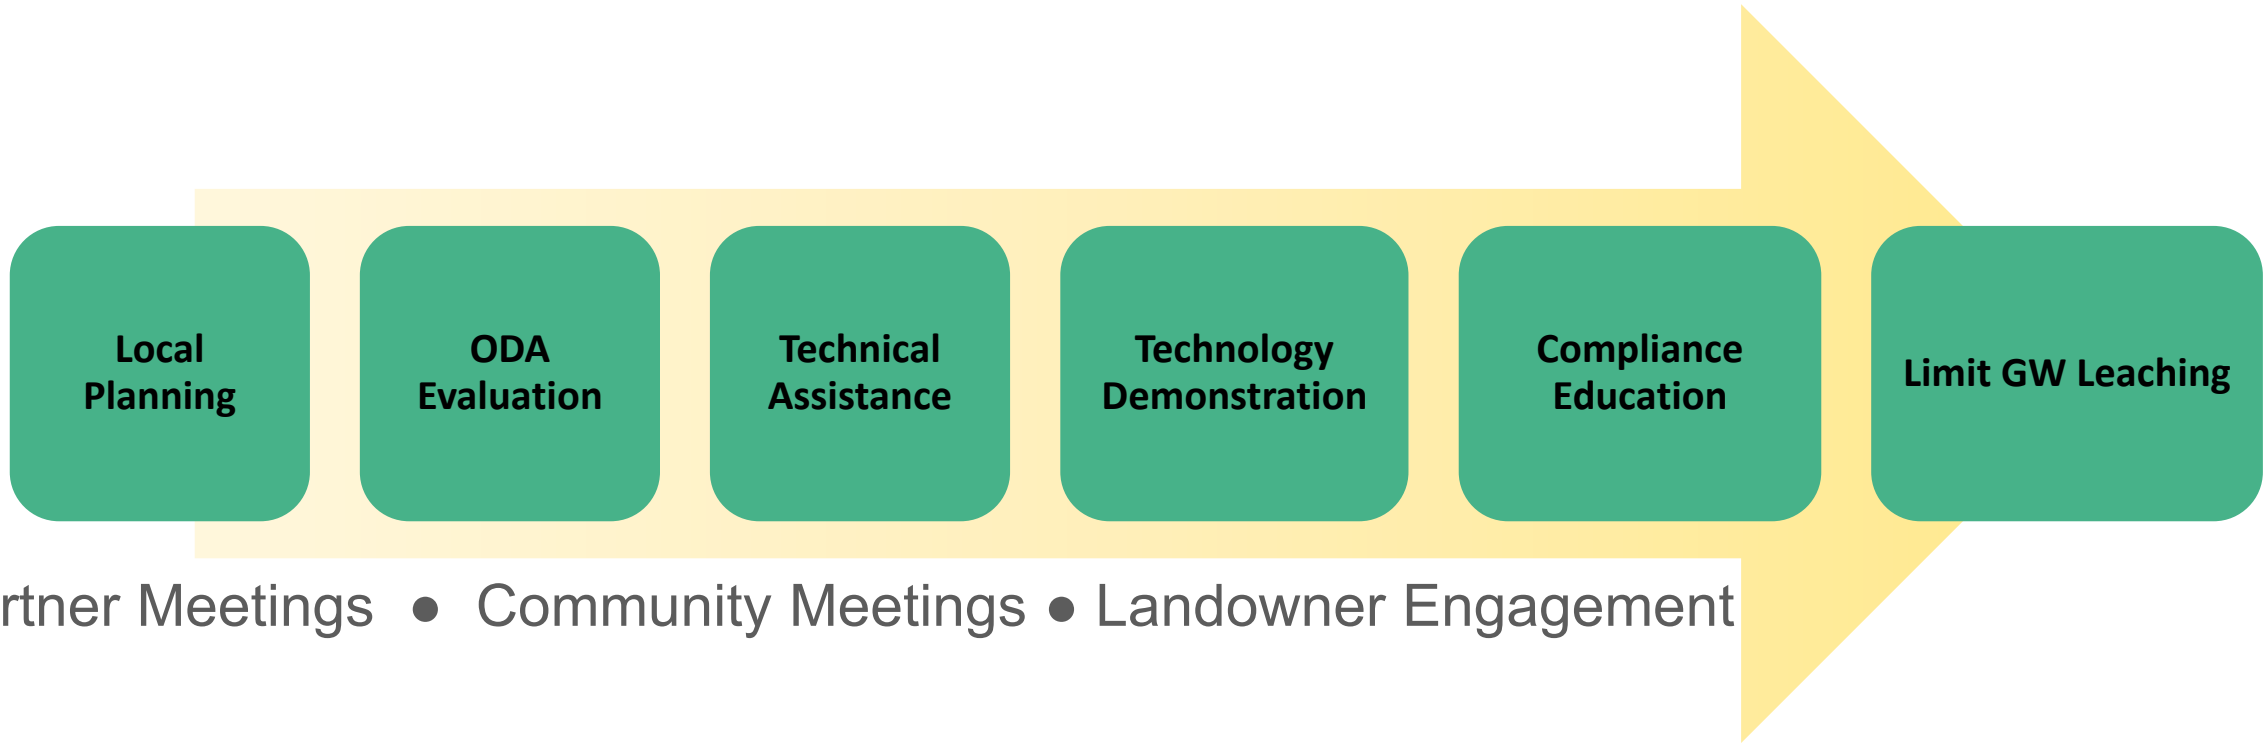 Local
Planning
ODA
Evaluation
Technical
Assistance
Technology
Demonstration
Compliance
Education
Limit GW Leaching
rtner Meetings ● Community Meetings ● Landowner Engagement